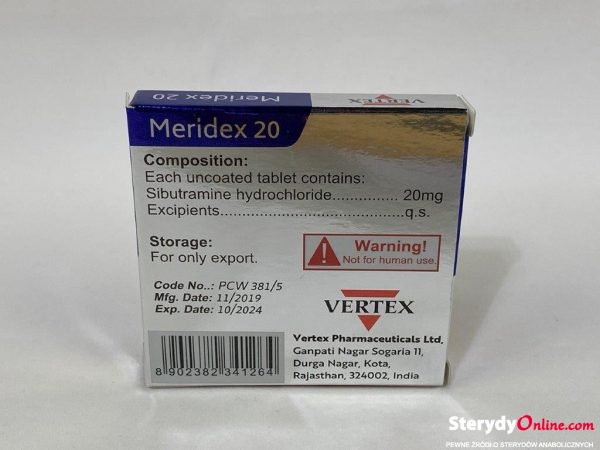 Meridex 20
VERTEX
Meridex 20
Composition:
Each uncoated tablet contains:
Sibutramine hydrochloride................ 20mg
Excipients..........................................q.s.
Storage:
For only export.
Warning!
Not for human use.
Code No..: PCW 381/5
Mfg. Date: 11/2019
Exp. Date: 10/2024
VERTEX
Vertex Pharmaceuticals Ltd.
Ganpati Nagar Sogaria 11,
Durga Nagar, Kota,
Rajasthan, 324002, India
8 902382 341264
SterydyOnline.com
PEWNE ŹRÓDŁO STERYDÓW ANABOLICZNYCH